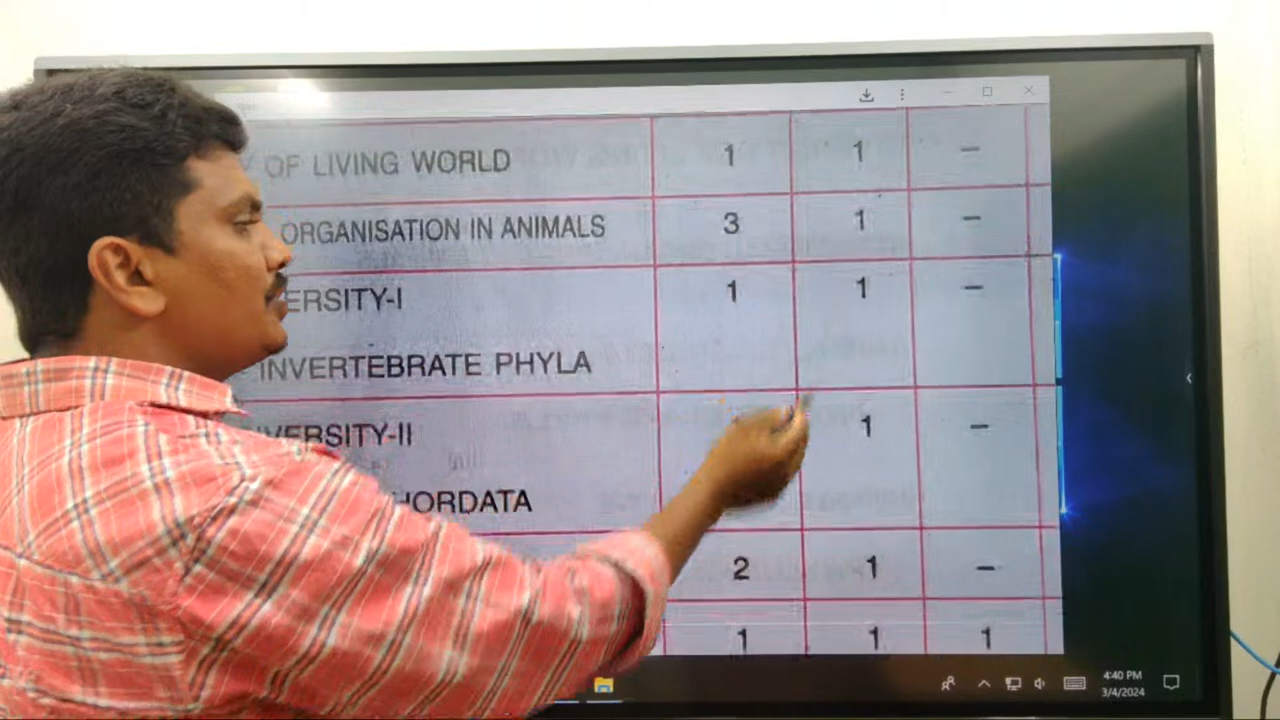 OF LIVING WORLD 1 1 -
ORGANISATION IN ANIMALS 3 1 -
ERSITY-I 1 1 -
INVERTEBRATE PHYLA
VERSITY-II 1 -
HORDATA
2 1 -
1 1 1
4:40 PM
3/4/2024